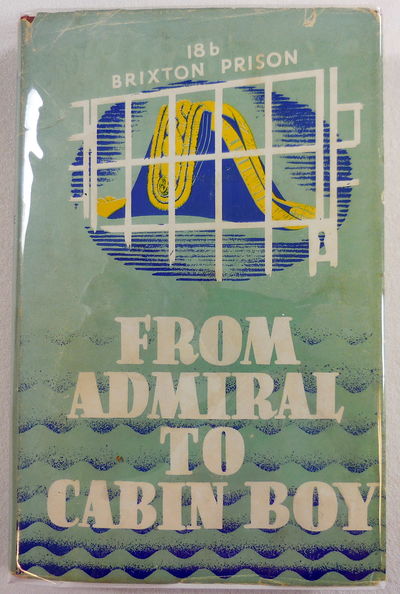 18b
BRIXTON PRISON
FROM
ADMIRAL
TO
CABIN BOY